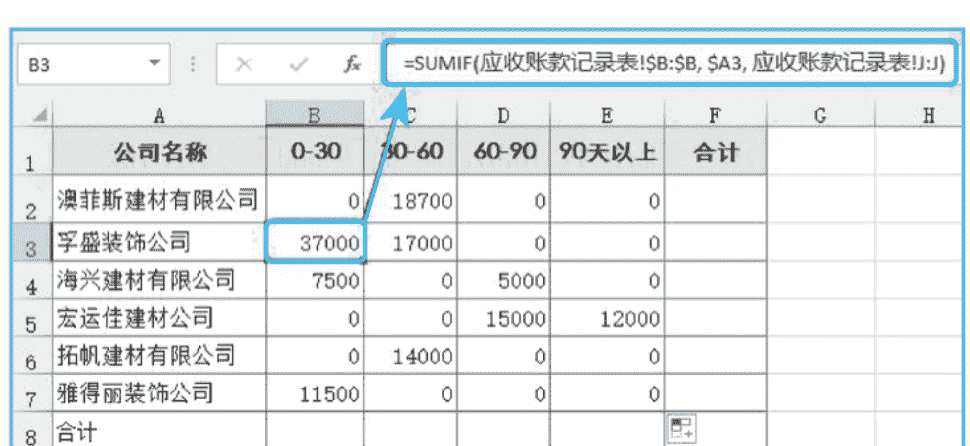 B3 fx =SUMIF(应收账款记录表!$B:$B, $A3, 应收账款记录表!J:J)
A B C D E F G H
1 公司名称 0-30 30-60 60-90 90天以上 合计
2 澳菲斯建材有限公司 0 18700 0 0
3 孚盛装饰公司 37000 17000 0 0
4 海兴建材有限公司 7500 0 5000 0
5 宏运佳建材公司 0 0 15000 12000
6 拓帆建材有限公司 0 14000 0 0
7 雅得丽装饰公司 11500 0 0 0
8 合计